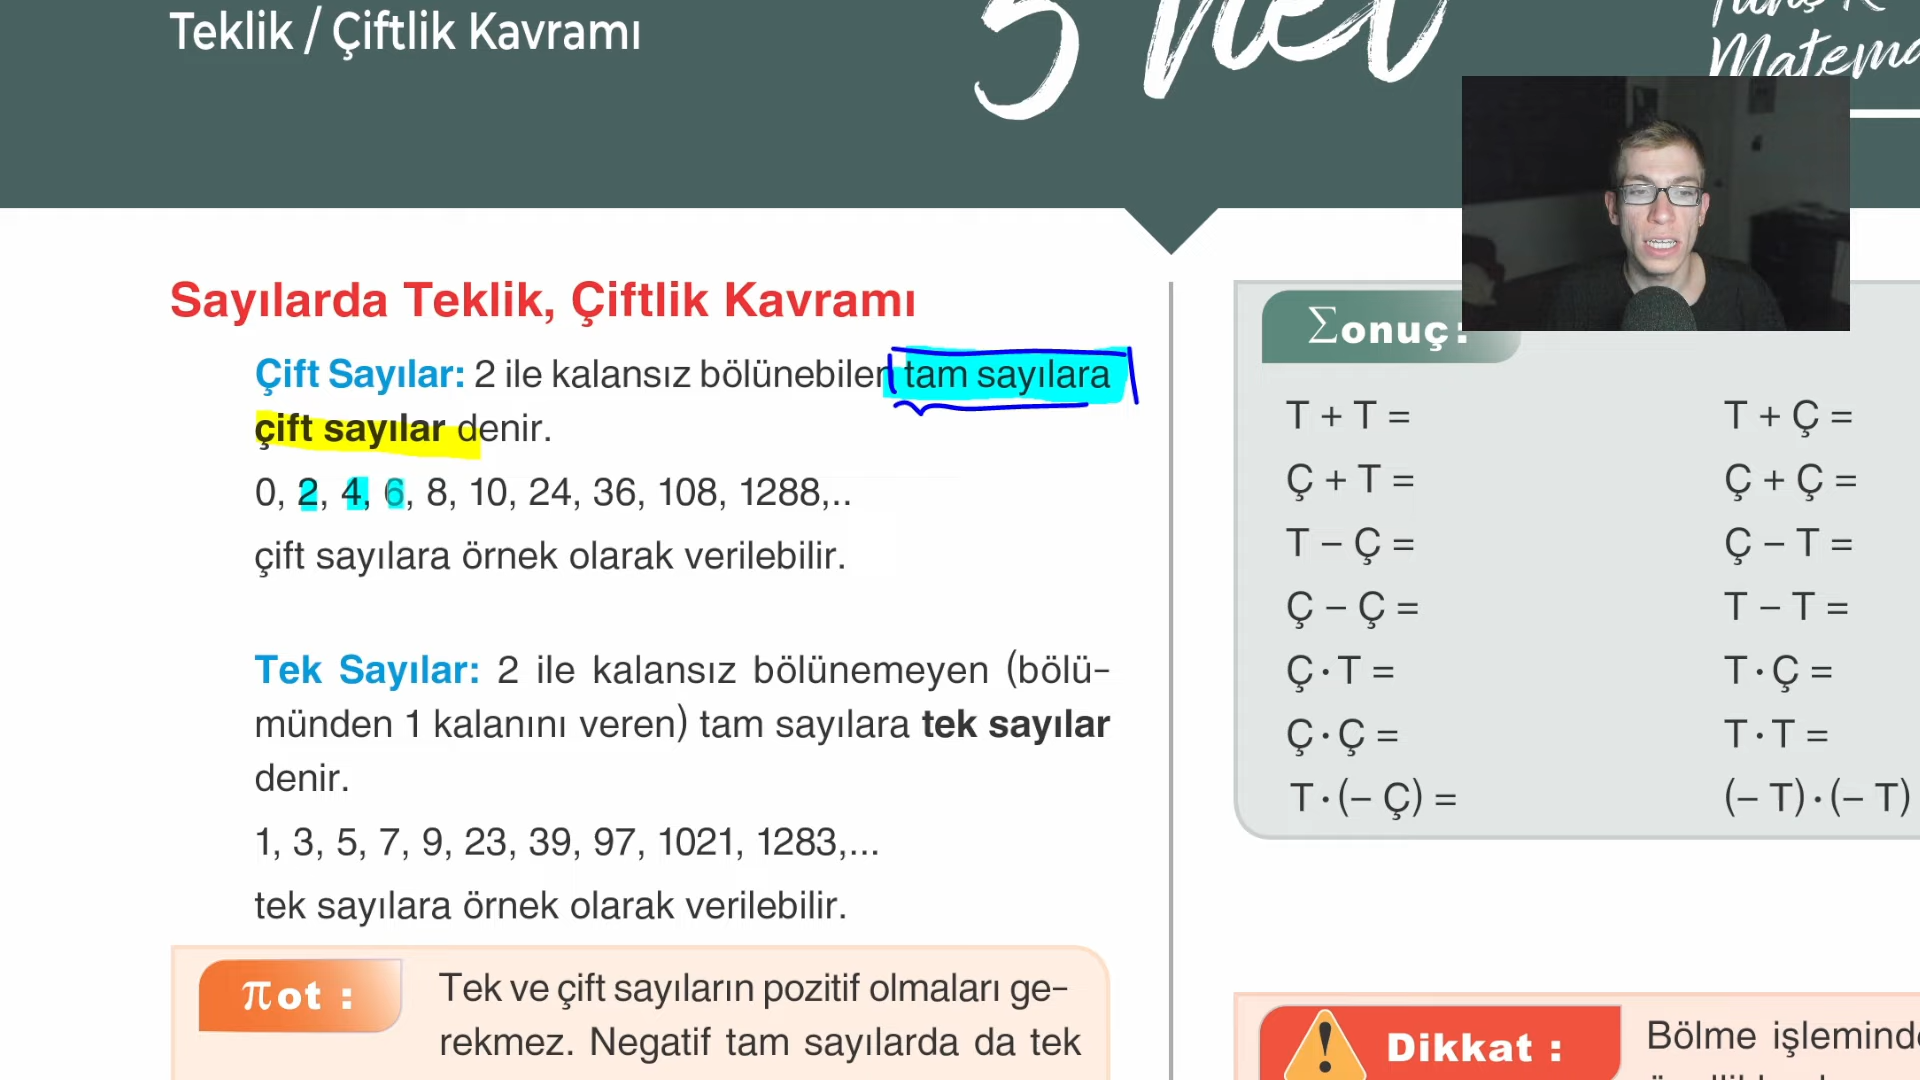 Teklik / Çiftlik Kavramı
Matema
Sayılarda Teklik, Çiftlik Kavramı
Çift Sayılar: 2 ile kalansız bölünebilen tam sayılara
çift sayılar denir.
0, 2, 4, 6, 8, 10, 24, 36, 108, 1288,..
çift sayılara örnek olarak verilebilir.
Tek Sayılar: 2 ile kalansız bölünemeyen (bölü-
münden 1 kalanını veren) tam sayılara tek sayılar
denir.
1, 3, 5, 7, 9, 23, 39, 97, 1021, 1283,...
tek sayılara örnek olarak verilebilir.
πot :
Tek ve çift sayıların pozitif olmaları ge-
rekmez. Negatif tam sayılarda da tek
Σonuç:
T + T =
T + Ç =
Ç + T =
Ç + Ç =
T – Ç =
Ç – T =
Ç – Ç =
T – T =
Ç · T =
T · Ç =
Ç · Ç =
T · T =
T · (– Ç) =
(– T) · (– T)
Dikkat :
Bölme işleminde